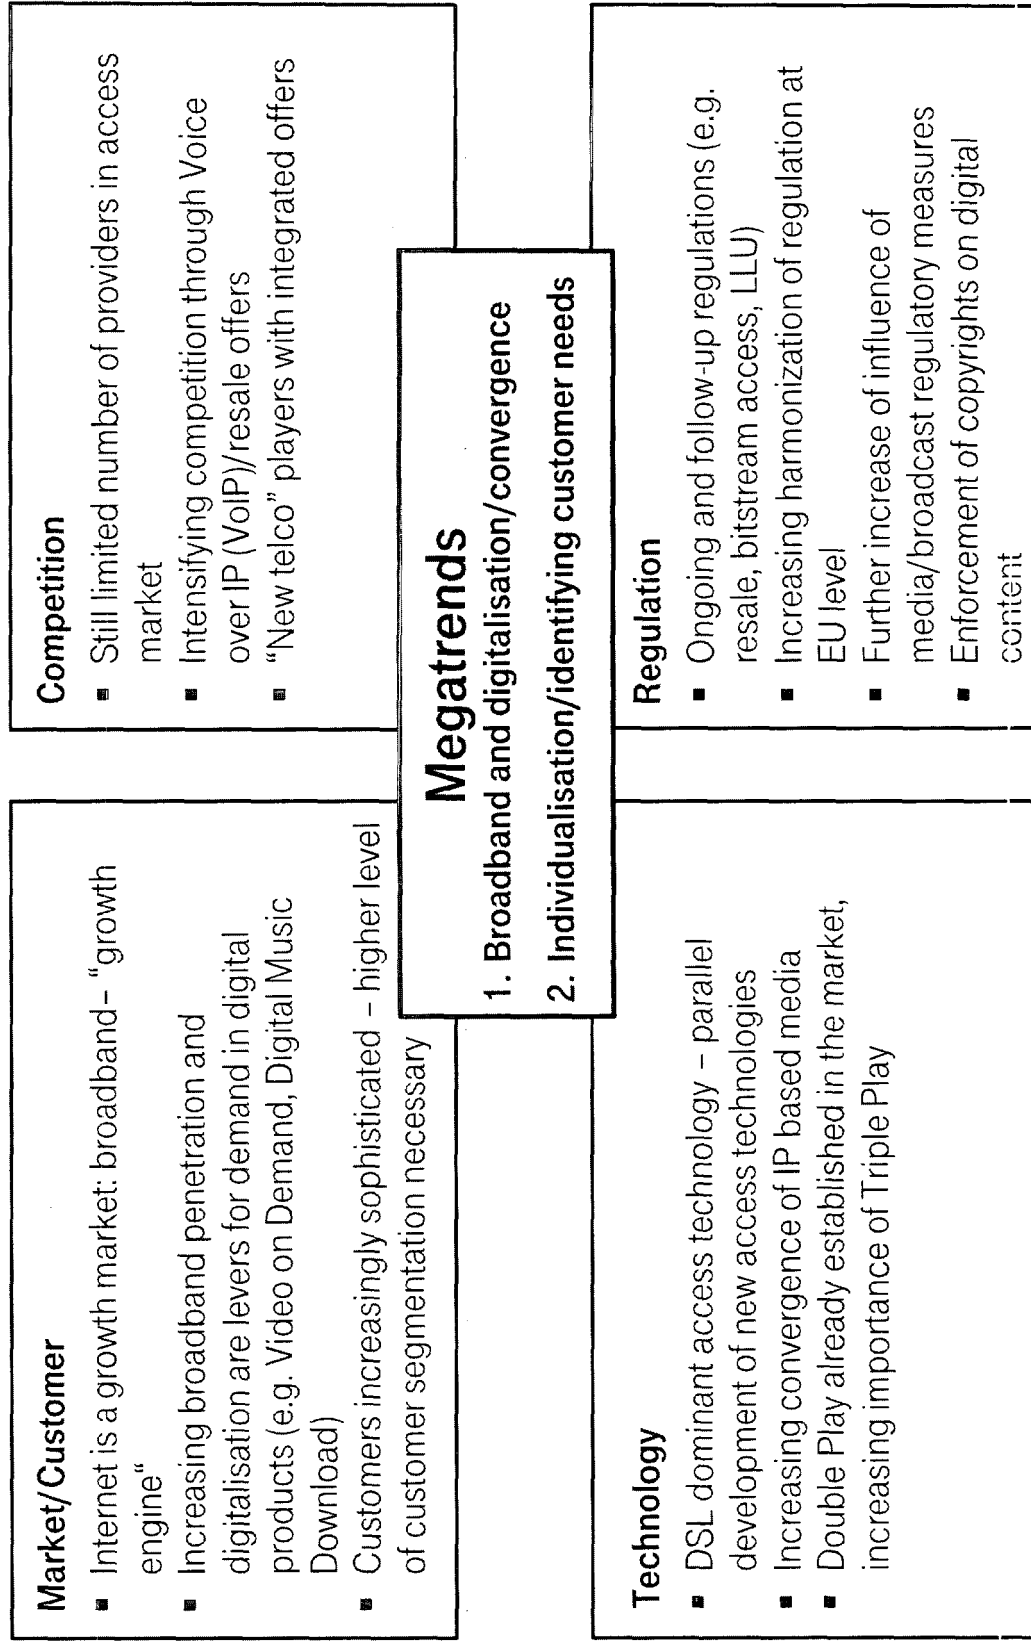 Market/Customer
▪ Internet is a growth market: broadband– “growth
engine“
▪ Increasing broadband penetration and
digitalisation are levers for demand in digital
products (e.g. Video on Demand, Digital Music
Download)
▪ Customers increasingly sophisticated – higher level
of customer segmentation necessary
Competition
▪ Still limited number of providers in access
market
▪ Intensifying competition through Voice
over IP (VoIP)/resale offers
▪ “New telco” players with integrated offers
Megatrends
1. Broadband and digitalisation/convergence
2. Individualisation/identifying customer needs
Technology
▪ DSL dominant access technology – parallel
development of new access technologies
▪ Increasing convergence of IP based media
▪ Double Play already established in the market,
increasing importance of Triple Play
Regulation
▪ Ongoing and follow-up regulations (e.g.
resale, bitstream access, LLU)
▪ Increasing harmonization of regulation at
EU level
▪ Further increase of influence of
media/broadcast regulatory measures
▪ Enforcement of copyrights on digital
content